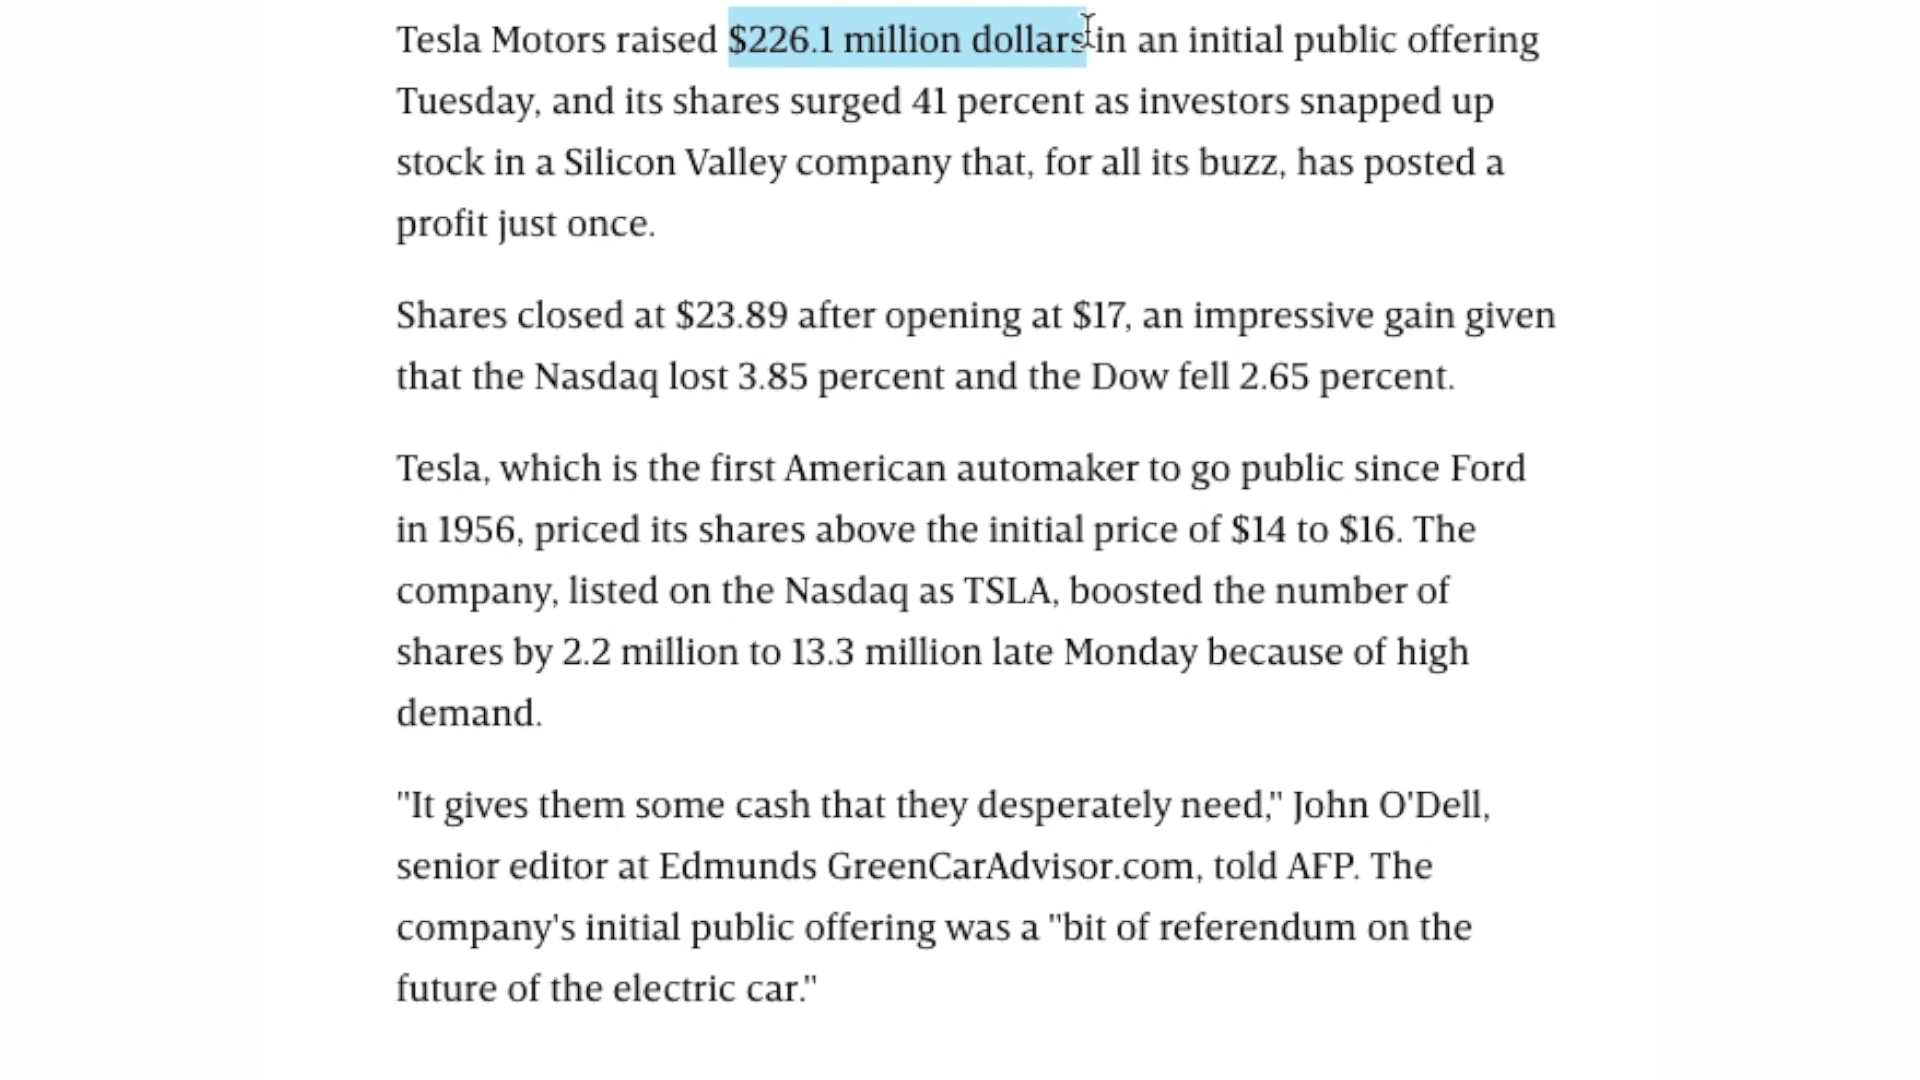 Tesla Motors raised $226.1 million dollars in an initial public offering
Tuesday, and its shares surged 41 percent as investors snapped up
stock in a Silicon Valley company that, for all its buzz, has posted a
profit just once.
Shares closed at $23.89 after opening at $17, an impressive gain given
that the Nasdaq lost 3.85 percent and the Dow fell 2.65 percent.
Tesla, which is the first American automaker to go public since Ford
in 1956, priced its shares above the initial price of $14 to $16. The
company, listed on the Nasdaq as TSLA, boosted the number of
shares by 2.2 million to 13.3 million late Monday because of high
demand.
"It gives them some cash that they desperately need," John O'Dell,
senior editor at Edmunds GreenCarAdvisor.com, told AFP. The
company's initial public offering was a "bit of referendum on the
future of the electric car."